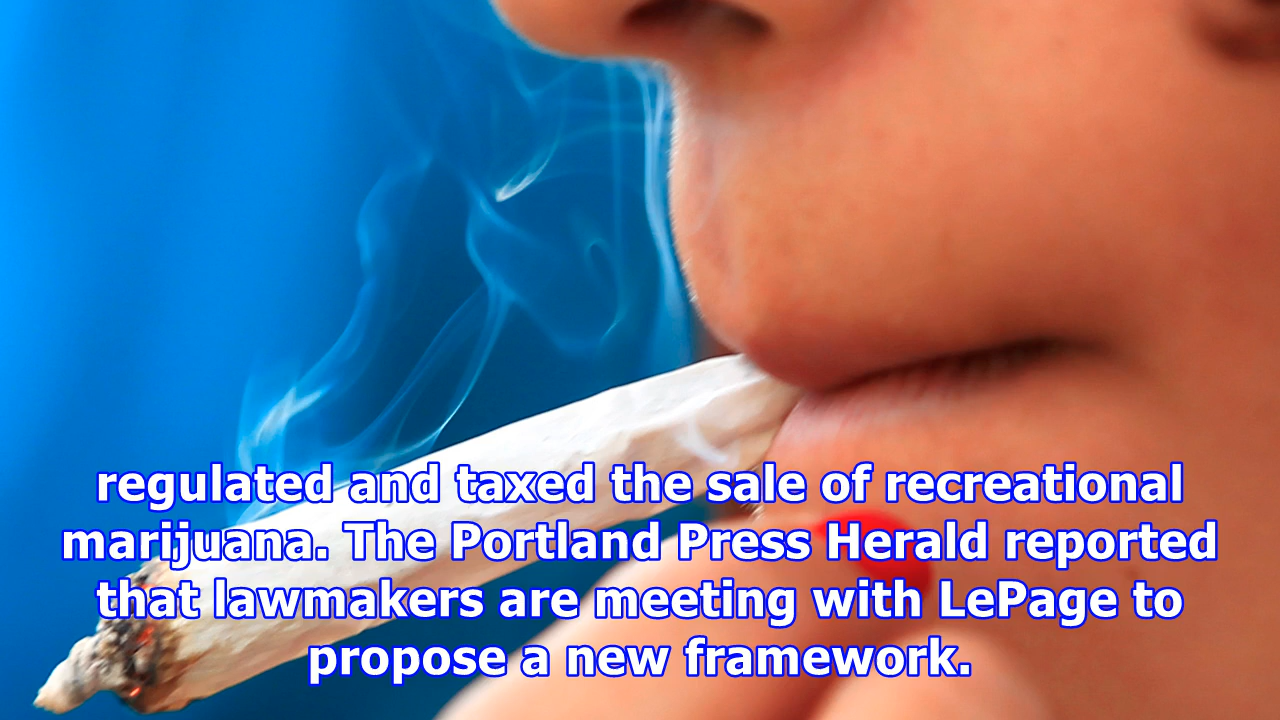 regulated and taxed the sale of recreational
marijuana. The Portland Press Herald reported
that lawmakers are meeting with LePage to
propose a new framework.